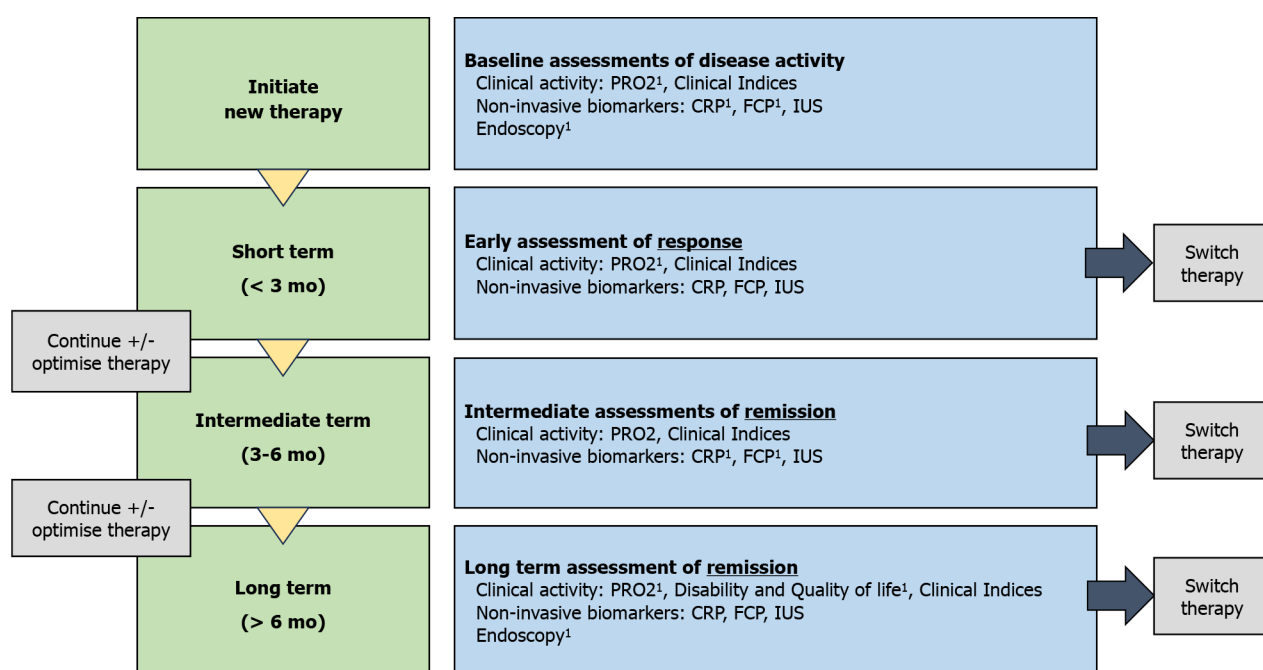 Initiate
new therapy
Baseline assessments of disease activity
Clinical activity: PRO2¹, Clinical Indices
Non-invasive biomarkers: CRP¹, FCP¹, IUS
Endoscopy¹
Short term
(< 3 mo)
Early assessment of response
Clinical activity: PRO2¹, Clinical Indices
Non-invasive biomarkers: CRP, FCP, IUS
Switch
therapy
Continue +/-
optimise therapy
Intermediate term
(3-6 mo)
Intermediate assessments of remission
Clinical activity: PRO2, Clinical Indices
Non-invasive biomarkers: CRP¹, FCP¹, IUS
Switch
therapy
Continue +/-
optimise therapy
Long term
(> 6 mo)
Long term assessment of remission
Clinical activity: PRO2¹, Disability and Quality of life¹, Clinical Indices
Non-invasive biomarkers: CRP, FCP, IUS
Endoscopy¹
Switch
therapy